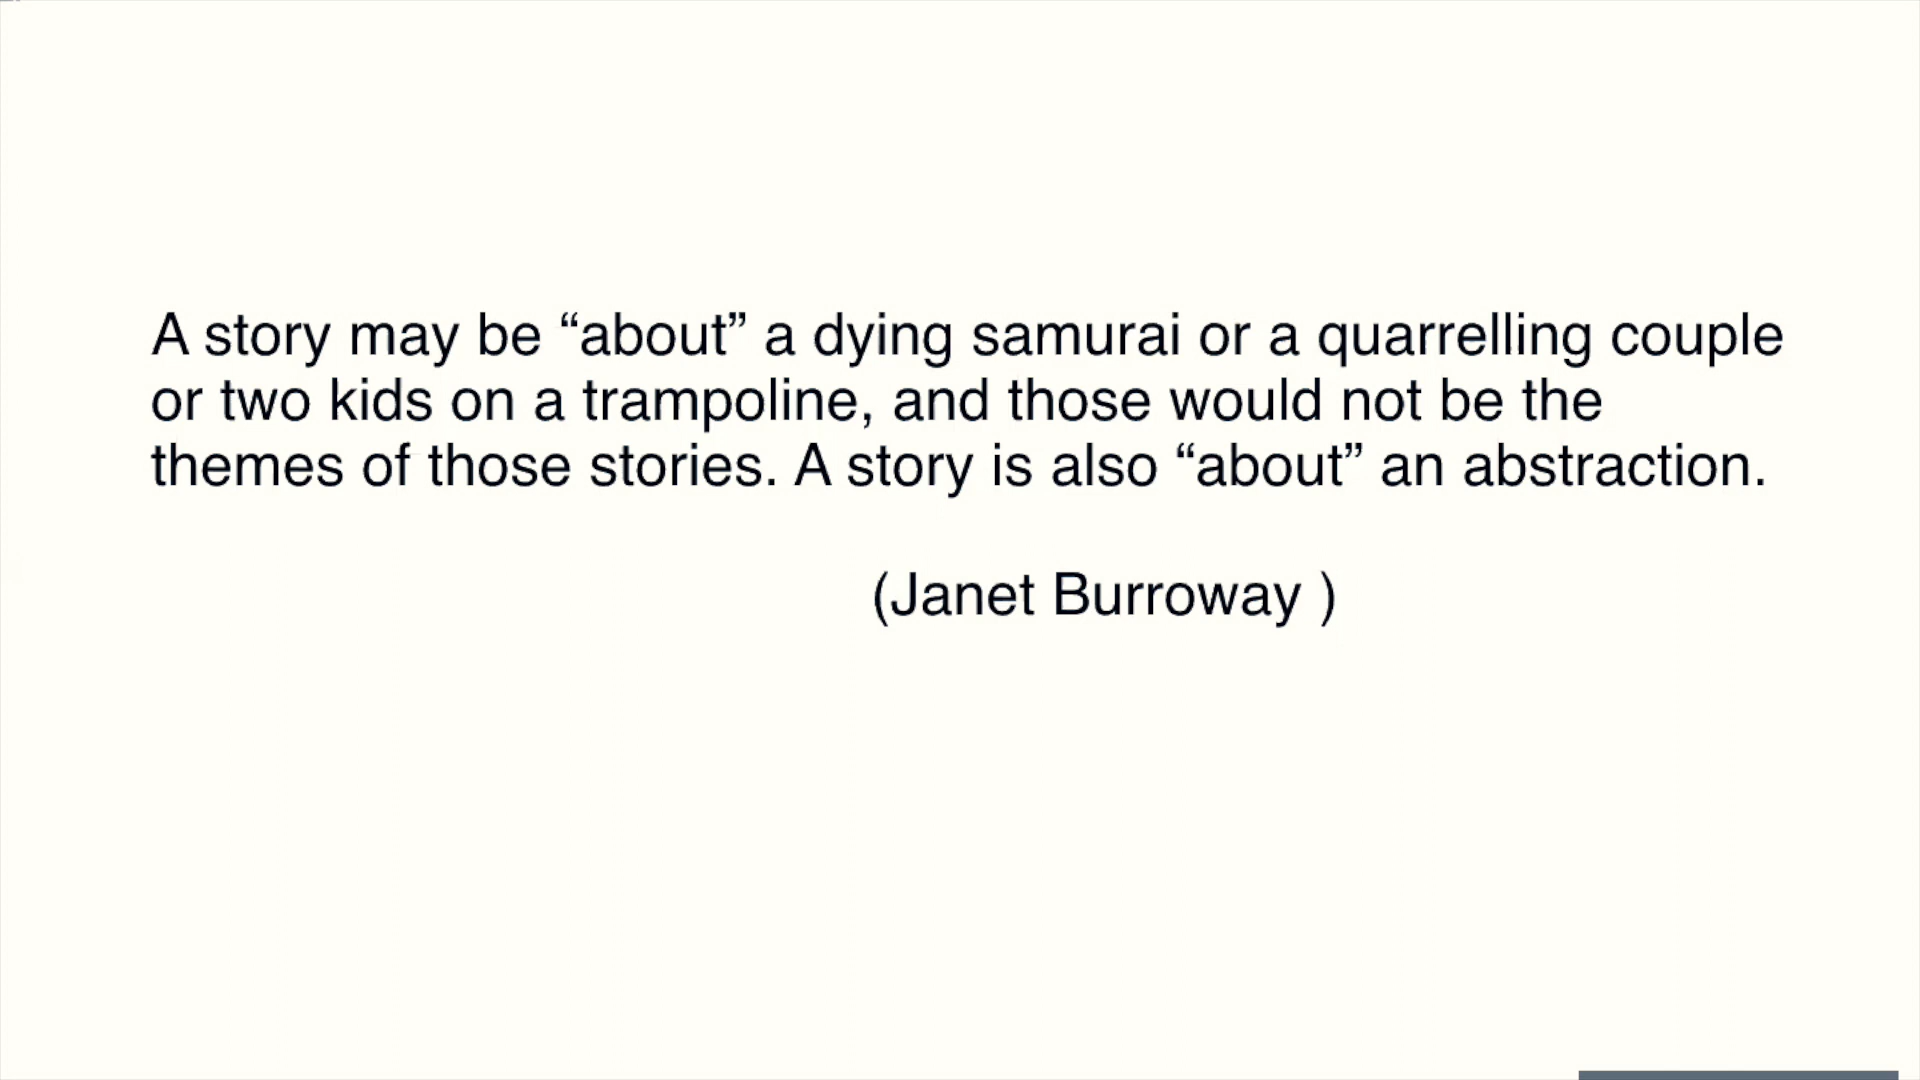 A story may be “about” a dying samurai or a quarrelling couple
or two kids on a trampoline, and those would not be the
themes of those stories. A story is also “about” an abstraction.
(Janet Burroway )